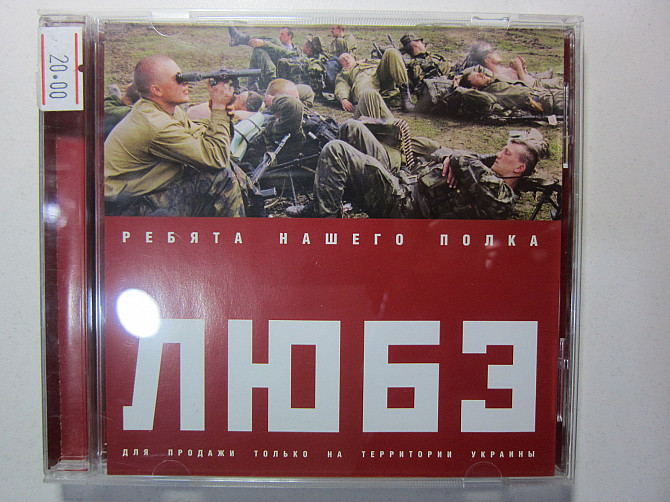 20.00
РЕБЯТА НАШЕГО ПОЛКА
ЛЮБЭ
ДЛЯ ПРОДАЖИ ТОЛЬКО НА ТЕРРИТОРИИ УКРАИНЫ